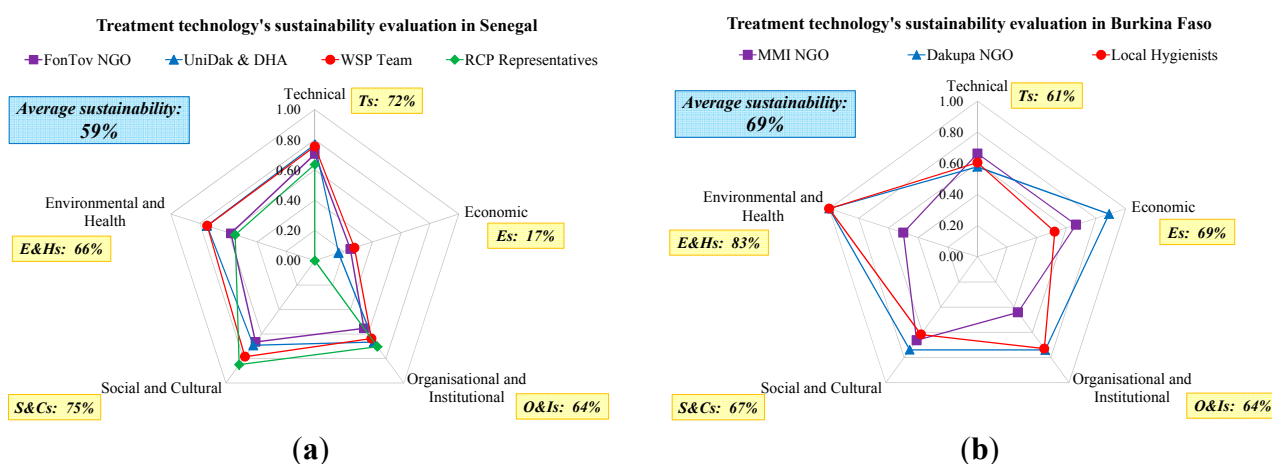 Treatment technology's sustainability evaluation in Senegal
FonTov NGO UniDak & DHA WSP Team RCP Representatives
Average sustainability:
59%
Technical
Ts: 72%
1.00
0.80
0.60
0.40
0.20
0.00
Environmental and
Health
E&Hs: 66%
Economic
Es: 17%
Social and Cultural
S&Cs: 75%
Organisational and
Institutional
O&Is: 64%
(a)
Treatment technology's sustainability evaluation in Burkina Faso
MMI NGO Dakupa NGO Local Hygienists
Average sustainability:
69%
Technical
Ts: 61%
1.00
0.80
0.60
0.40
0.20
0.00
Environmental and
Health
E&Hs: 83%
Economic
Es: 69%
Social and Cultural
S&Cs: 67%
Organisational and
Institutional
O&Is: 64%
(b)